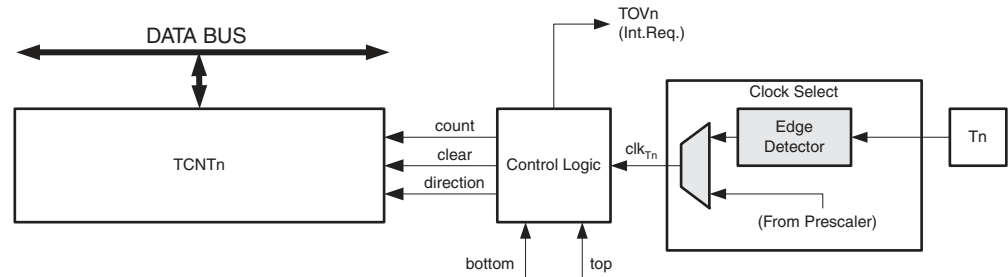 TOVn
(Int.Req.)
DATA BUS
Clock Select
count
Edge
Detector
Tn
TCNTn
clear
Control Logic
clkTn
direction
(From Prescaler)
bottom
top